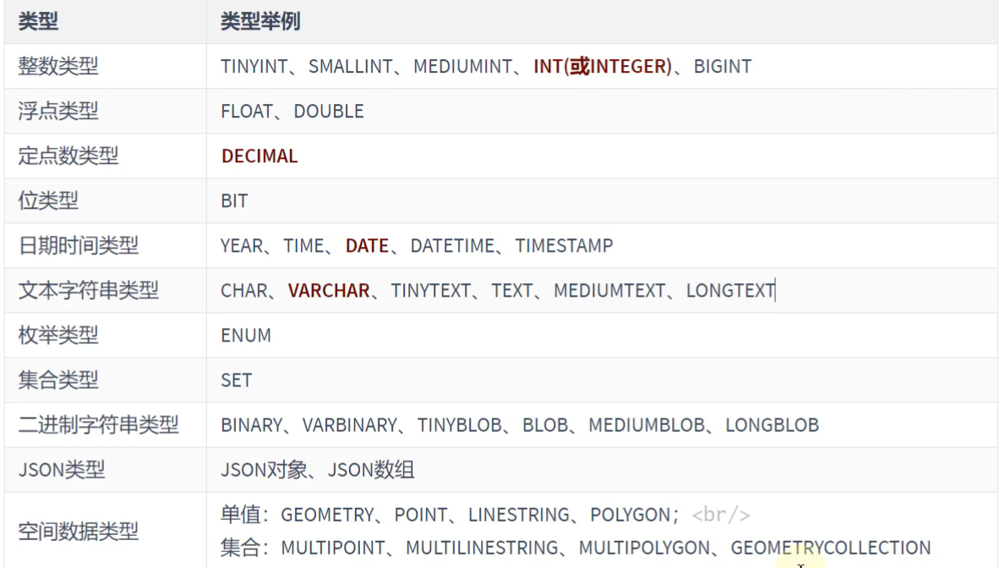 类型 类型举例
整数类型 TINYINT、SMALLINT、MEDIUMINT、INT(或INTEGER)、BIGINT
浮点类型 FLOAT、DOUBLE
定点数类型 DECIMAL
位类型 BIT
日期时间类型 YEAR、TIME、DATE、DATETIME、TIMESTAMP
文本字符串类型 CHAR、VARCHAR、TINYTEXT、TEXT、MEDIUMTEXT、LONGTEXT
枚举类型 ENUM
集合类型 SET
二进制字符串类型 BINARY、VARBINARY、TINYBLOB、BLOB、MEDIUMBLOB、LONGBLOB
JSON类型 JSON对象、JSON数组
空间数据类型 单值：GEOMETRY、POINT、LINESTRING、POLYGON；<br/>
集合：MULTIPOINT、MULTILINESTRING、MULTIPOLYGON、GEOMETRYCOLLECTION